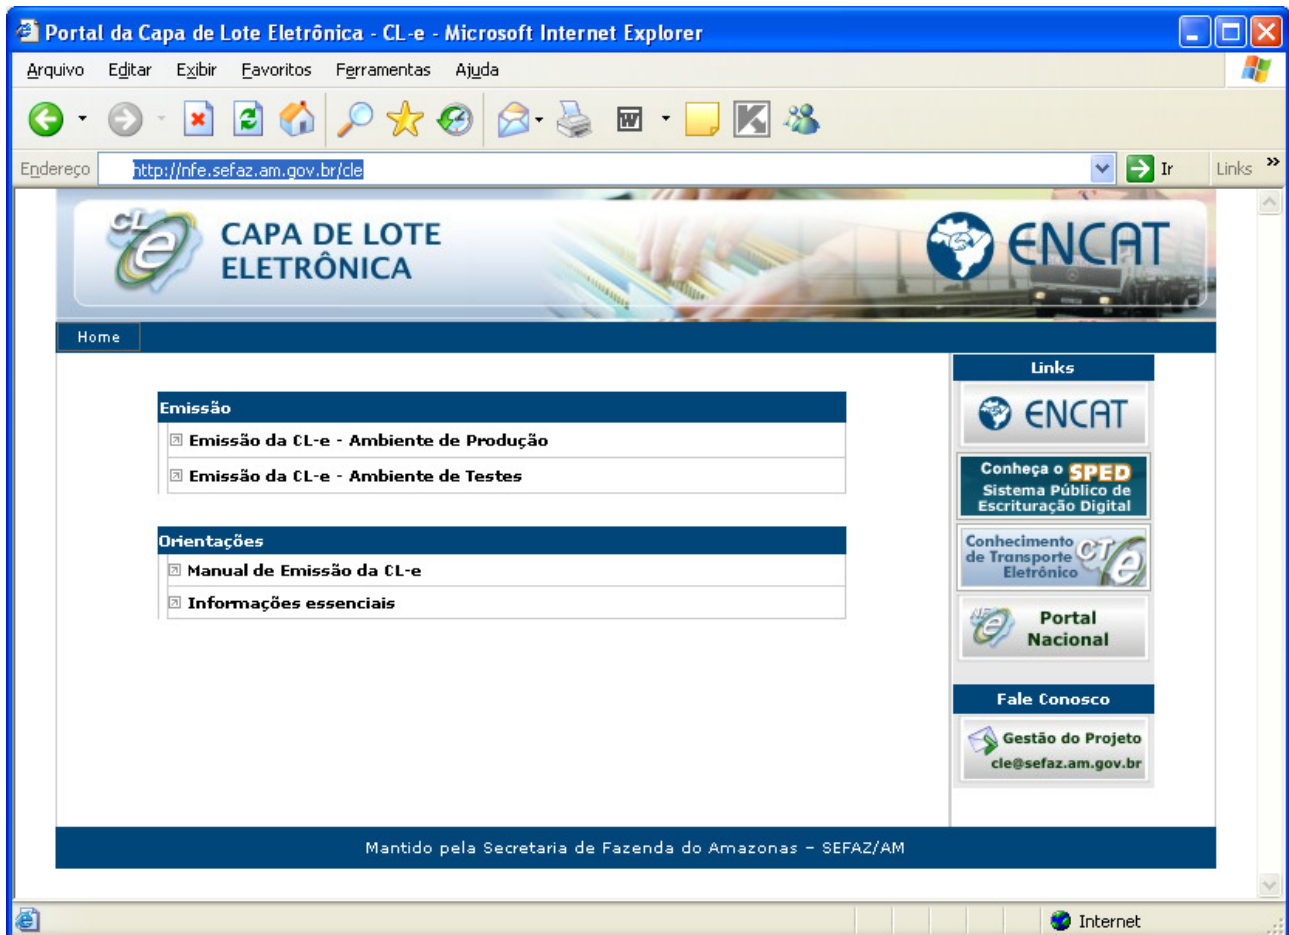 Portal da Capa de Lote Eletrônica - CL-e - Microsoft Internet Explorer
Arquivo Editar Exibir Favoritos Ferramentas Ajuda
Endereço http://nfe.sefaz.am.gov.br/cle Ir Links »
CL e
CAPA DE LOTE
ELETRÔNICA
ENCAT
Home
Emissão
Emissão da CL-e - Ambiente de Produção
Emissão da CL-e - Ambiente de Testes
Orientações
Manual de Emissão da CL-e
Informações essenciais
Links
ENCAT
Conheça o SPED
Sistema Público de
Escrituração Digital
Conhecimento
de Transporte
Eletrônico
CT e
NF e
Portal
Nacional
Fale Conosco
Gestão do Projeto
cle@sefaz.am.gov.br
Mantido pela Secretaria de Fazenda do Amazonas – SEFAZ/AM
Internet